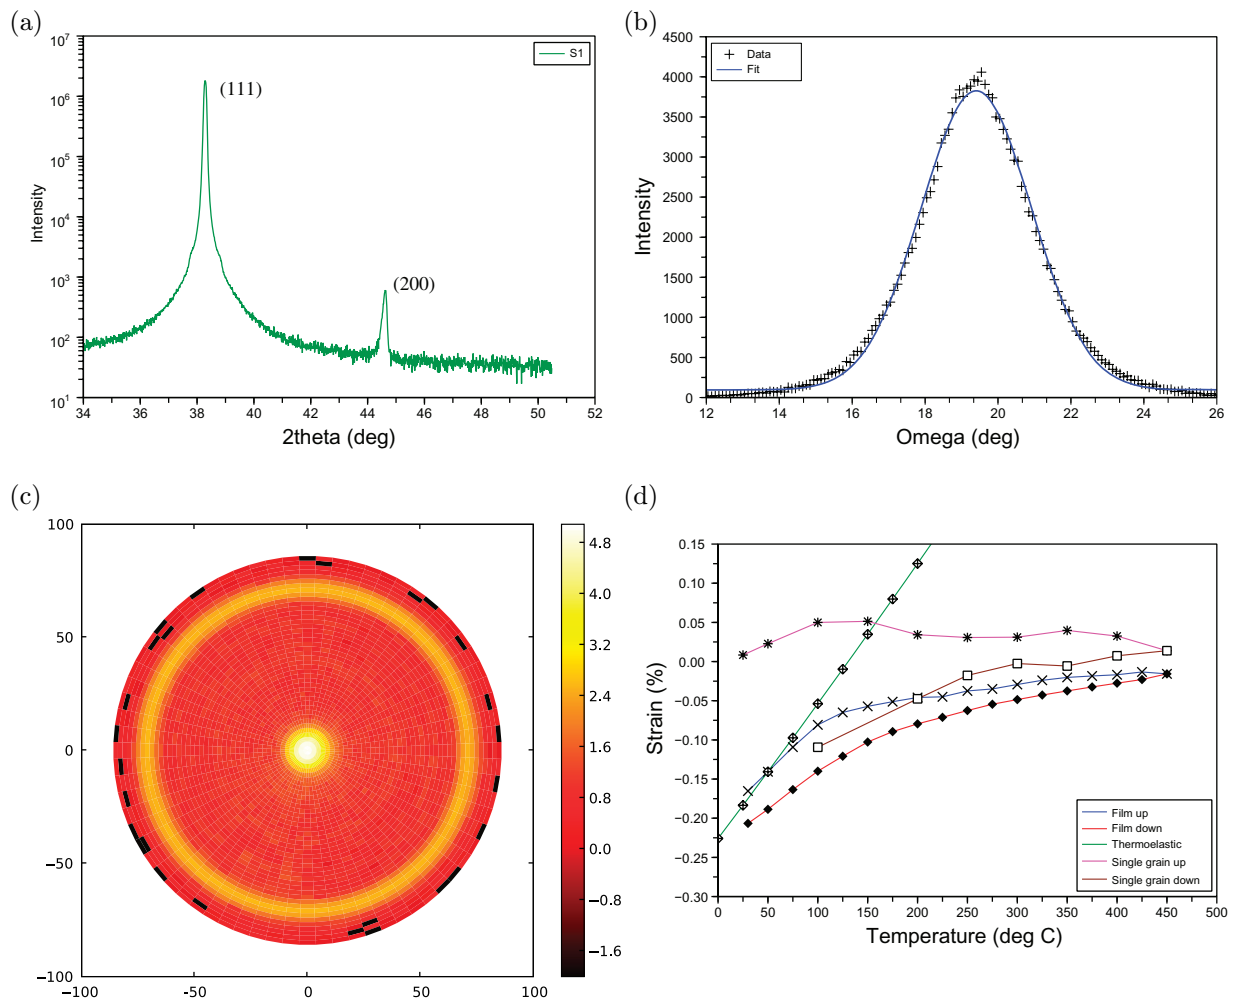 (a)
10^7
10^6
10^5
10^4
10^3
10^2
10^1
Intensity
S1
(111)
(200)
34 36 38 40 42 44 46 48 50 52
2theta (deg)
(b)
4500
4000
3500
3000
2500
2000
1500
1000
500
0
Intensity
Data
Fit
12 14 16 18 20 22 24 26
Omega (deg)
(c)
100
50
0
−50
−100
−100 −50 0 50 100
4.8
4.0
3.2
2.4
1.6
0.8
0.0
−0.8
−1.6
(d)
0.15
0.10
0.05
0.00
−0.05
−0.10
−0.15
−0.20
−0.25
−0.30
Strain (%)
Film up
Film down
Thermoelastic
Single grain up
Single grain down
0 50 100 150 200 250 300 350 400 450 500
Temperature (deg C)